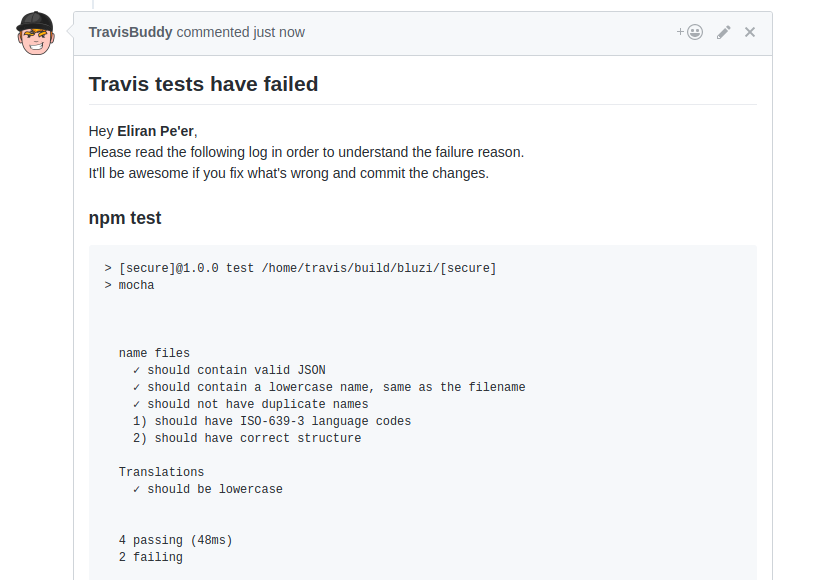 TravisBuddy commented just now
Travis tests have failed
Hey Eliran Pe'er,
Please read the following log in order to understand the failure reason.
It'll be awesome if you fix what's wrong and commit the changes.
npm test
> [secure]@1.0.0 test /home/travis/build/bluzi/[secure]
> mocha
name files
✓ should contain valid JSON
✓ should contain a lowercase name, same as the filename
✓ should not have duplicate names
1) should have ISO-639-3 language codes
2) should have correct structure
Translations
✓ should be lowercase
4 passing (48ms)
2 failing